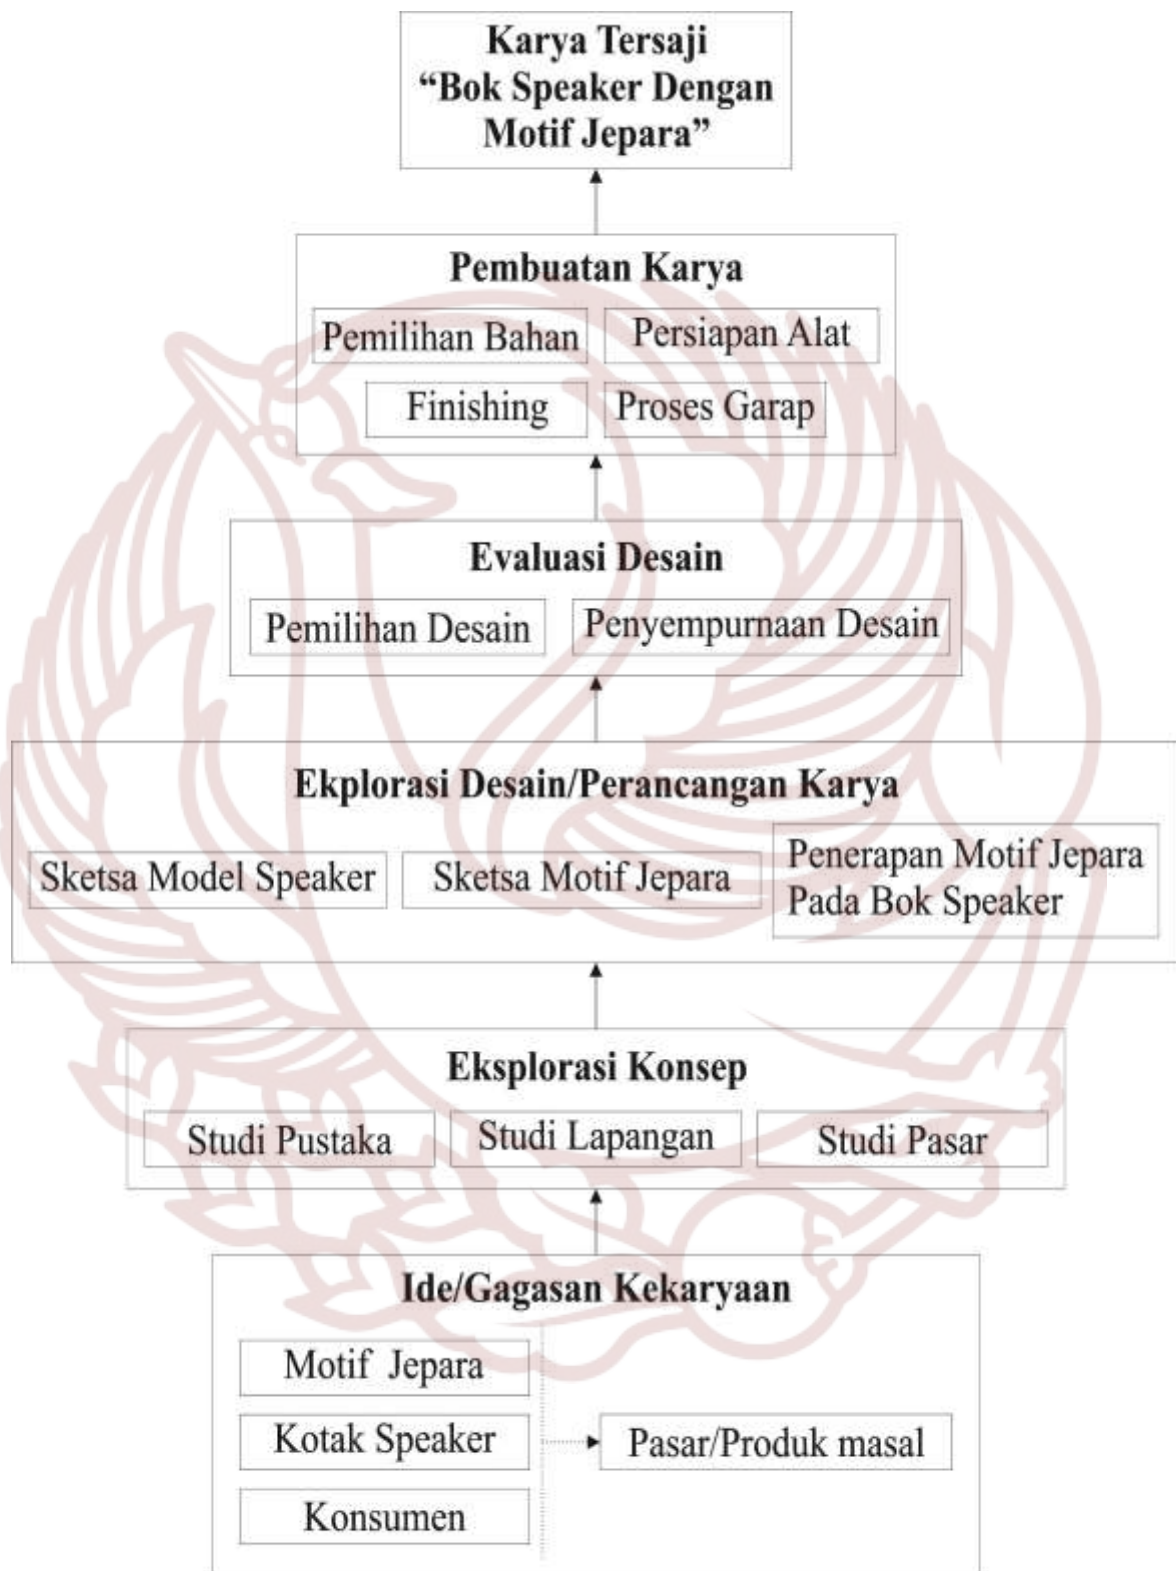 Karya Tersaji
“Bok Speaker Dengan
Motif Jepara”
Pembuatan Karya
Pemilihan Bahan
Persiapan Alat
Finishing
Proses Garap
Evaluasi Desain
Pemilihan Desain
Penyempurnaan Desain
Ekplorasi Desain/Perancangan Karya
Sketsa Model Speaker
Sketsa Motif Jepara
Penerapan Motif Jepara
Pada Bok Speaker
Eksplorasi Konsep
Studi Pustaka
Studi Lapangan
Studi Pasar
Ide/Gagasan Kekaryaan
Motif Jepara
Kotak Speaker
Pasar/Produk masal
Konsumen